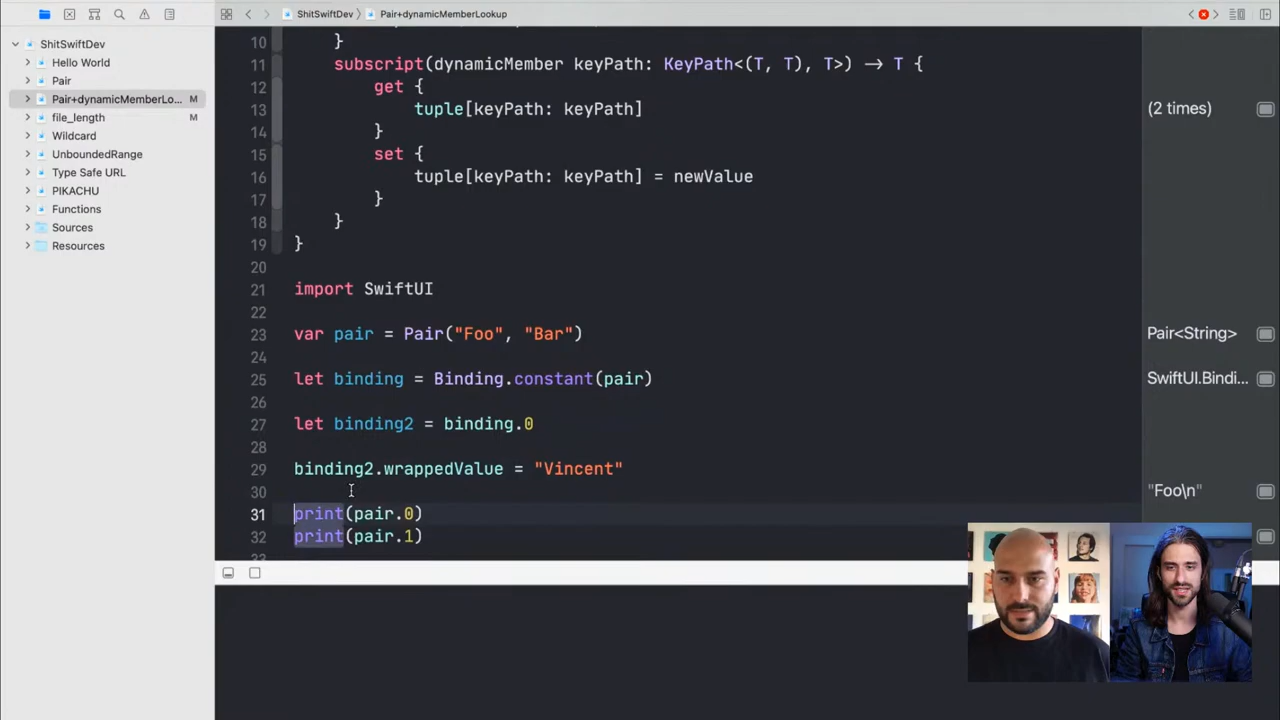 ShitSwiftDev
Pair+dynamicMemberLookup
ShitSwiftDev
Hello World
Pair
Pair+dynamicMemberLo... M
file_length M
Wildcard
UnboundedRange
Type Safe URL
PIKACHU
Functions
Sources
Resources
10 }
11 subscript(dynamicMember keyPath: KeyPath<(T, T), T>) -> T {
12 get {
13 tuple[keyPath: keyPath] (2 times)
14 }
15 set {
16 tuple[keyPath: keyPath] = newValue
17 }
18 }
19 }
20
21 import SwiftUI
22
23 var pair = Pair("Foo", "Bar") Pair<String>
24
25 let binding = Binding.constant(pair) SwiftUI.Bindi...
26
27 let binding2 = binding.0
28
29 binding2.wrappedValue = "Vincent"
30 "Foo\n"
31 print(pair.0)
32 print(pair.1)
33